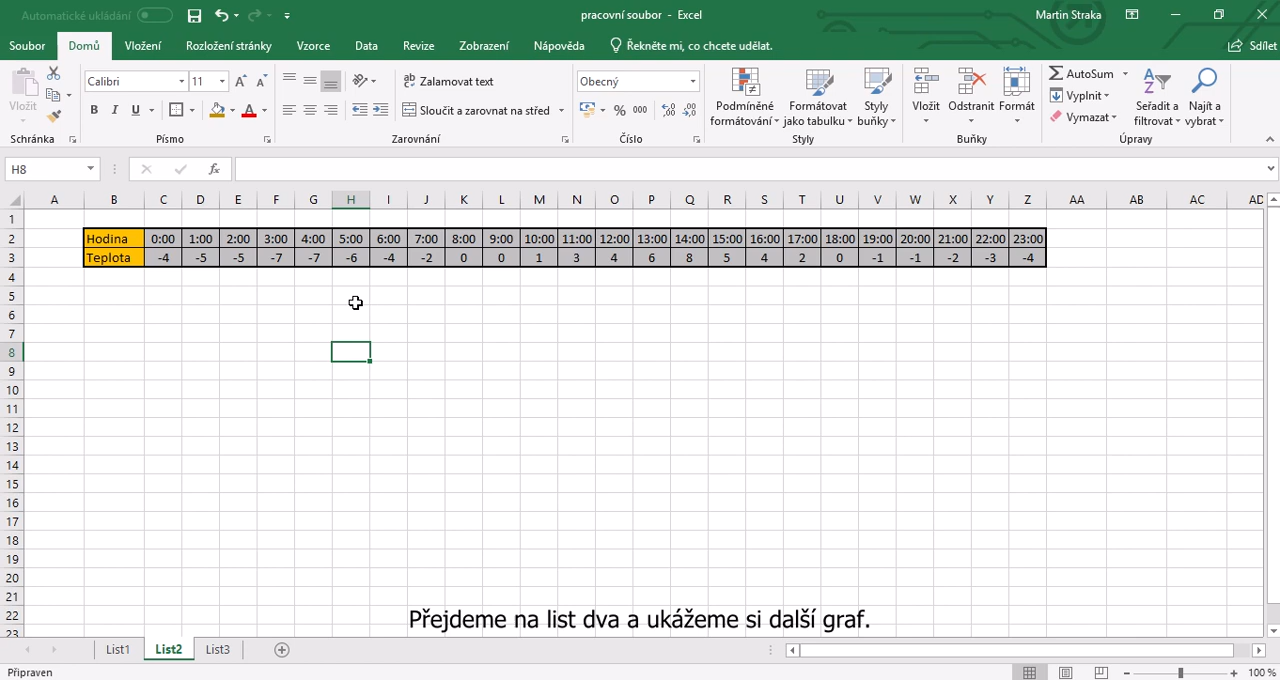 Automatické ukládání
pracovní soubor - Excel
Martin Straka
Soubor Domů Vložení Rozložení stránky Vzorce Data Revize Zobrazení Nápověda Řekněte mi, co chcete udělat. Sdílet
Vložit
Schránka
Calibri 11
B I U A
Písmo
Zalamovat text
Sloučit a zarovnat na střed
Zarovnání
Obecný
% 000
Číslo
Podmíněné formátování
Formátovat jako tabulku
Styly buňky
Styly
Vložit Odstranit Formát
Buňky
AutoSum
Vyplnit
Vymazat
Seřadit a filtrovat
Najít a vybrat
Úpravy
H8 fx
A B C D E F G H I J K L M N O P Q R S T U V W X Y Z AA AB AC AD
1
2 Hodina 0:00 1:00 2:00 3:00 4:00 5:00 6:00 7:00 8:00 9:00 10:00 11:00 12:00 13:00 14:00 15:00 16:00 17:00 18:00 19:00 20:00 21:00 22:00 23:00
3 Teplota -4 -5 -5 -7 -7 -6 -4 -2 0 0 1 3 4 6 8 5 4 2 0 -1 -1 -2 -3 -4
4
5
6
7
8
9
10
11
12
13
14
15
16
17
18
19
20
21
22
23
Přejdeme na list dva a ukážeme si další graf.
List1 List2 List3
Připraven
100 %